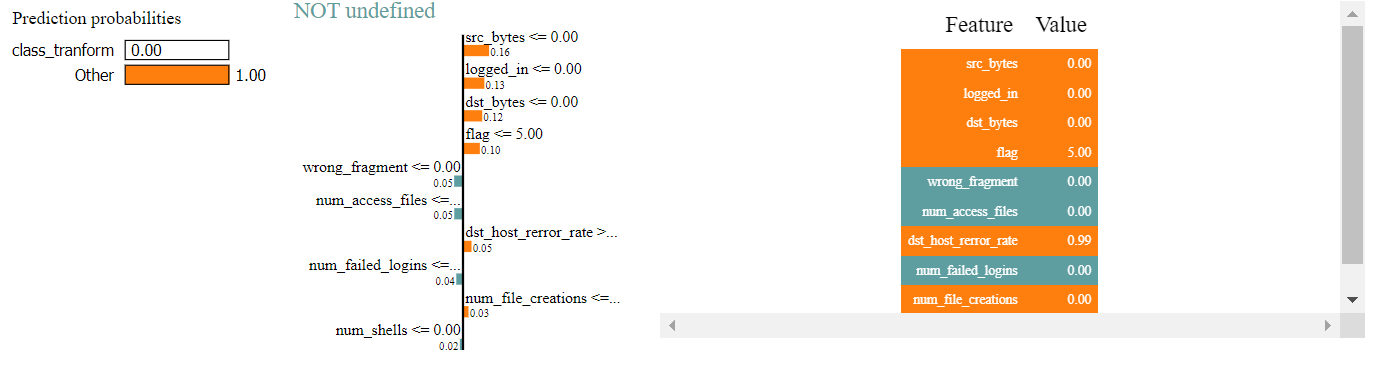 Prediction probabilities
class_tranform 0.00
Other 1.00
NOT undefined
src_bytes <= 0.00
0.16
logged_in <= 0.00
0.13
dst_bytes <= 0.00
0.12
flag <= 5.00
0.10
wrong_fragment <= 0.00
0.05
num_access_files <=...
0.05
dst_host_rerror_rate >...
0.05
num_failed_logins <=...
0.04
num_file_creations <=...
0.03
num_shells <= 0.00
0.02
Feature Value
src_bytes 0.00
logged_in 0.00
dst_bytes 0.00
flag 5.00
wrong_fragment 0.00
num_access_files 0.00
dst_host_rerror_rate 0.99
num_failed_logins 0.00
num_file_creations 0.00